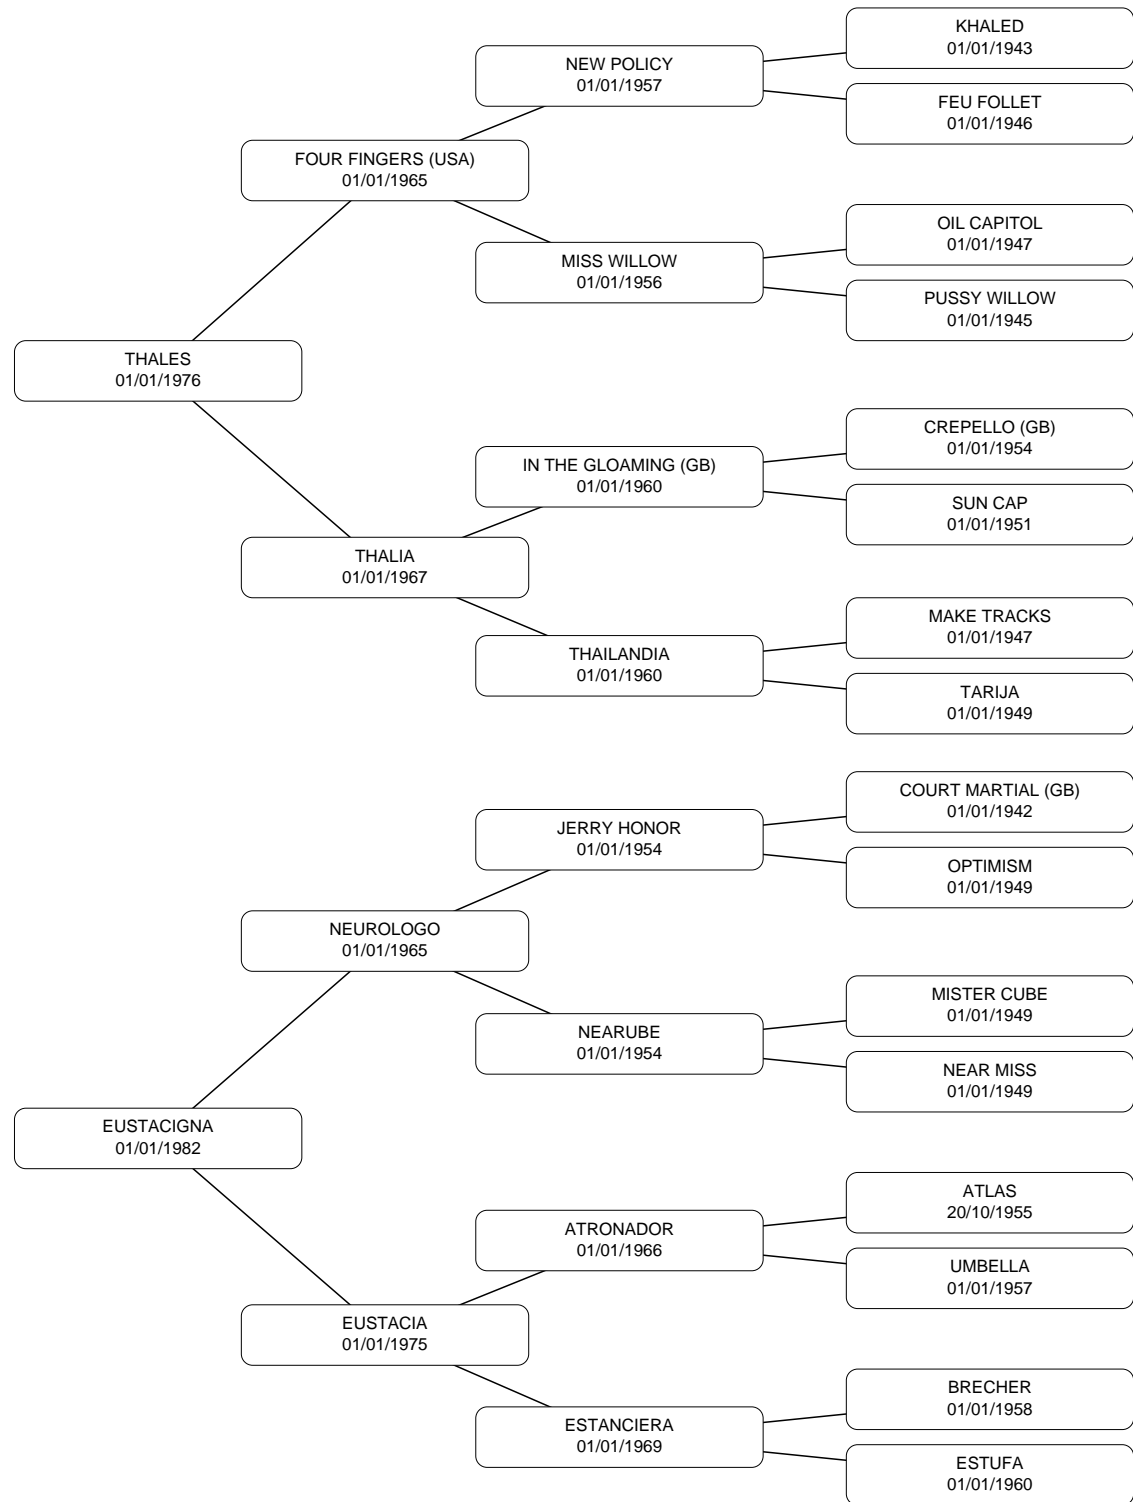 KHALED
01/01/1943
NEW POLICY
01/01/1957
FEU FOLLET
01/01/1946
FOUR FINGERS (USA)
01/01/1965
OIL CAPITOL
01/01/1947
MISS WILLOW
01/01/1956
PUSSY WILLOW
01/01/1945
THALES
01/01/1976
CREPELLO (GB)
01/01/1954
IN THE GLOAMING (GB)
01/01/1960
SUN CAP
01/01/1951
THALIA
01/01/1967
MAKE TRACKS
01/01/1947
THAILANDIA
01/01/1960
TARIJA
01/01/1949
COURT MARTIAL (GB)
01/01/1942
JERRY HONOR
01/01/1954
OPTIMISM
01/01/1949
NEUROLOGO
01/01/1965
MISTER CUBE
01/01/1949
NEARUBE
01/01/1954
NEAR MISS
01/01/1949
EUSTACIGNA
01/01/1982
ATLAS
20/10/1955
ATRONADOR
01/01/1966
UMBELLA
01/01/1957
EUSTACIA
01/01/1975
BRECHER
01/01/1958
ESTANCIERA
01/01/1969
ESTUFA
01/01/1960